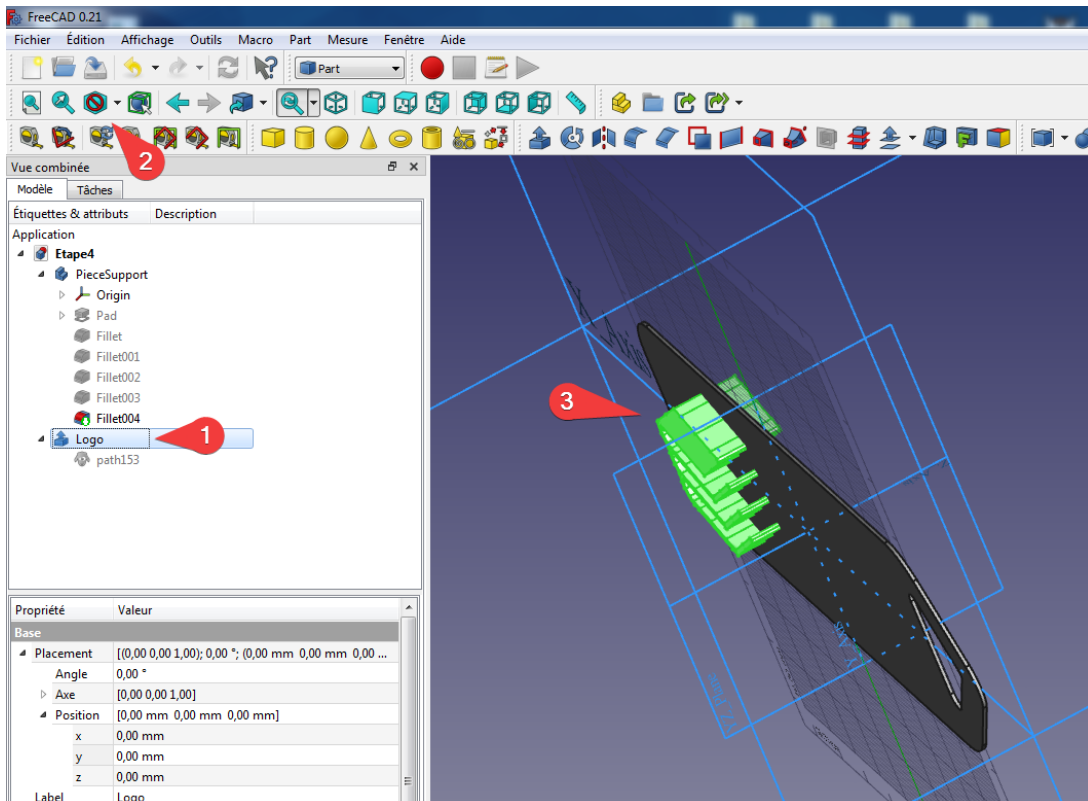 FreeCAD 0.21
Fichier Édition Affichage Outils Macro Part Mesure Fenêtre Aide
Part
2
Vue combinée
Modèle Tâches
Étiquettes & attributs Description
Application
Etape4
PieceSupport
Origin
Pad
Fillet
Fillet001
Fillet002
Fillet003
Fillet004
Logo 1
path153
3
Propriété Valeur
Base
Placement [(0,00 0,00 1,00); 0,00 °; (0,00 mm 0,00 mm 0,00 ...
Angle 0,00 °
Axe [0,00 0,00 1,00]
Position [0,00 mm 0,00 mm 0,00 mm]
x 0,00 mm
y 0,00 mm
z 0,00 mm
Label Logo